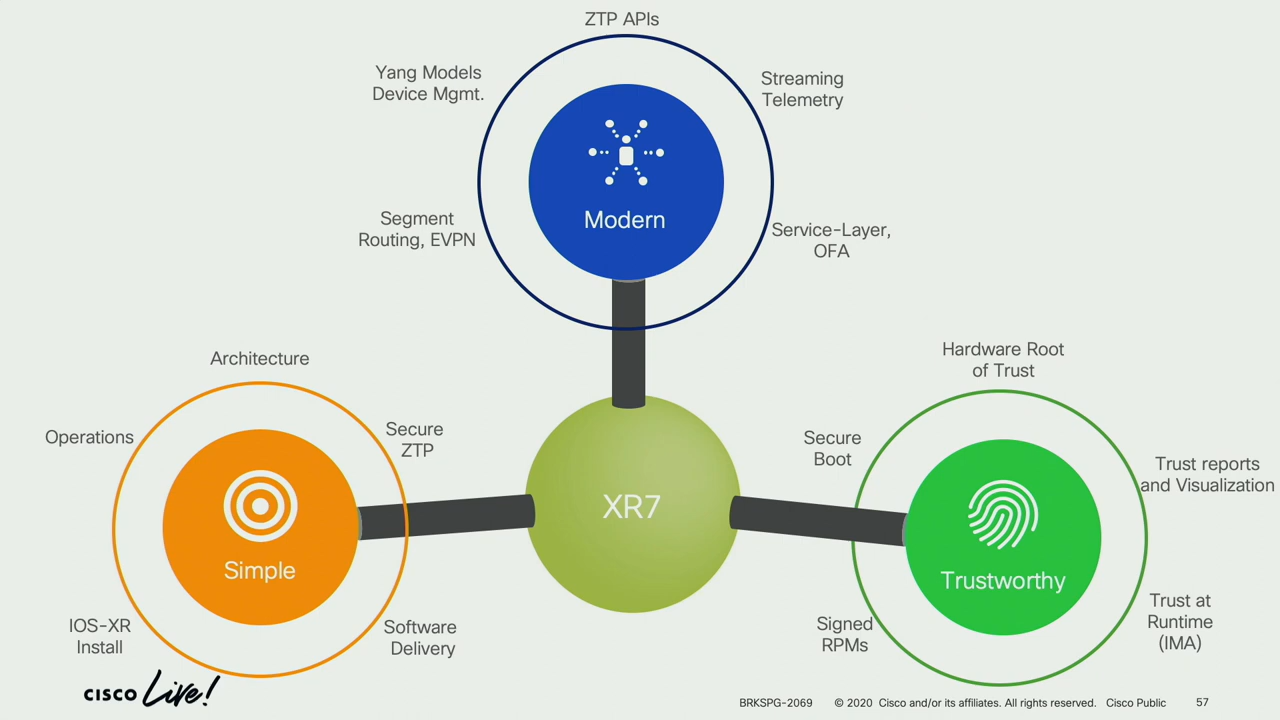 ZTP APIs
Yang Models
Device Mgmt.
Streaming
Telemetry
Modern
Segment
Routing, EVPN
Service-Layer,
OFA
Architecture
Operations
Secure
ZTP
Simple
IOS-XR
Install
Software
Delivery
XR7
Hardware Root
of Trust
Secure
Boot
Trust reports
and Visualization
Trustworthy
Signed
RPMs
Trust at
Runtime
(IMA)
CISCO Live!
BRKSPG-2069 © 2020 Cisco and/or its affiliates. All rights reserved. Cisco Public 57